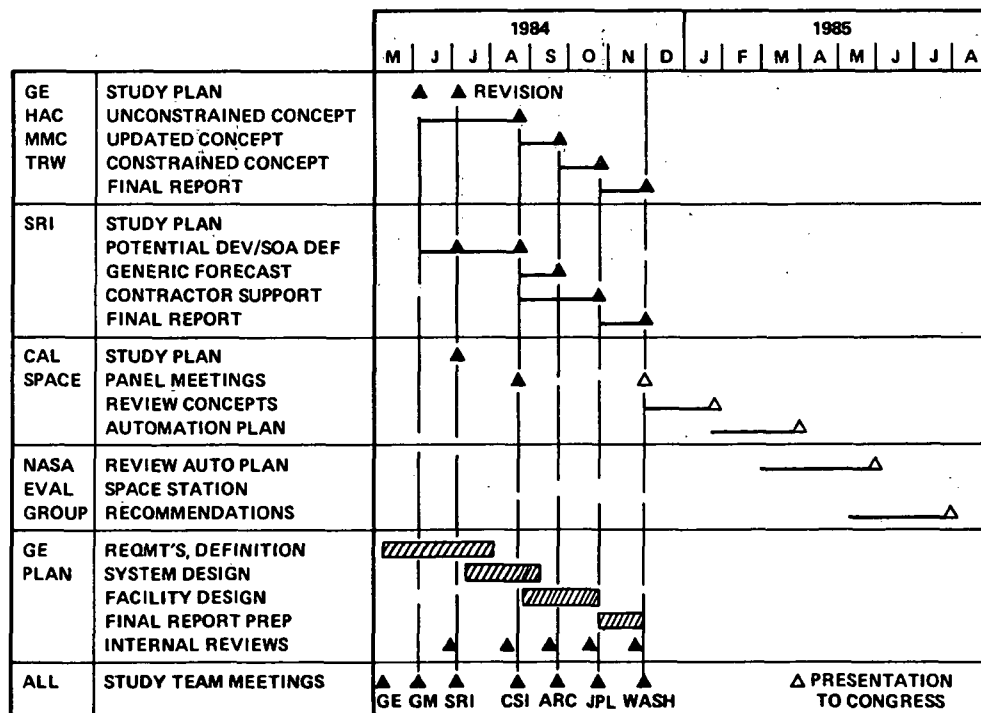 1984 1985
M J J A S O N D J F M A M J J A
GE STUDY PLAN REVISION
HAC UNCONSTRAINED CONCEPT
MMC UPDATED CONCEPT
TRW CONSTRAINED CONCEPT
FINAL REPORT
SRI STUDY PLAN
POTENTIAL DEV/SOA DEF
GENERIC FORECAST
CONTRACTOR SUPPORT
FINAL REPORT
CAL STUDY PLAN
SPACE PANEL MEETINGS
REVIEW CONCEPTS
AUTOMATION PLAN
NASA REVIEW AUTO PLAN
EVAL SPACE STATION
GROUP RECOMMENDATIONS
GE REQMT'S, DEFINITION
PLAN SYSTEM DESIGN
FACILITY DESIGN
FINAL REPORT PREP
INTERNAL REVIEWS
ALL STUDY TEAM MEETINGS PRESENTATION
GE GM SRI CSI ARC JPL WASH TO CONGRESS